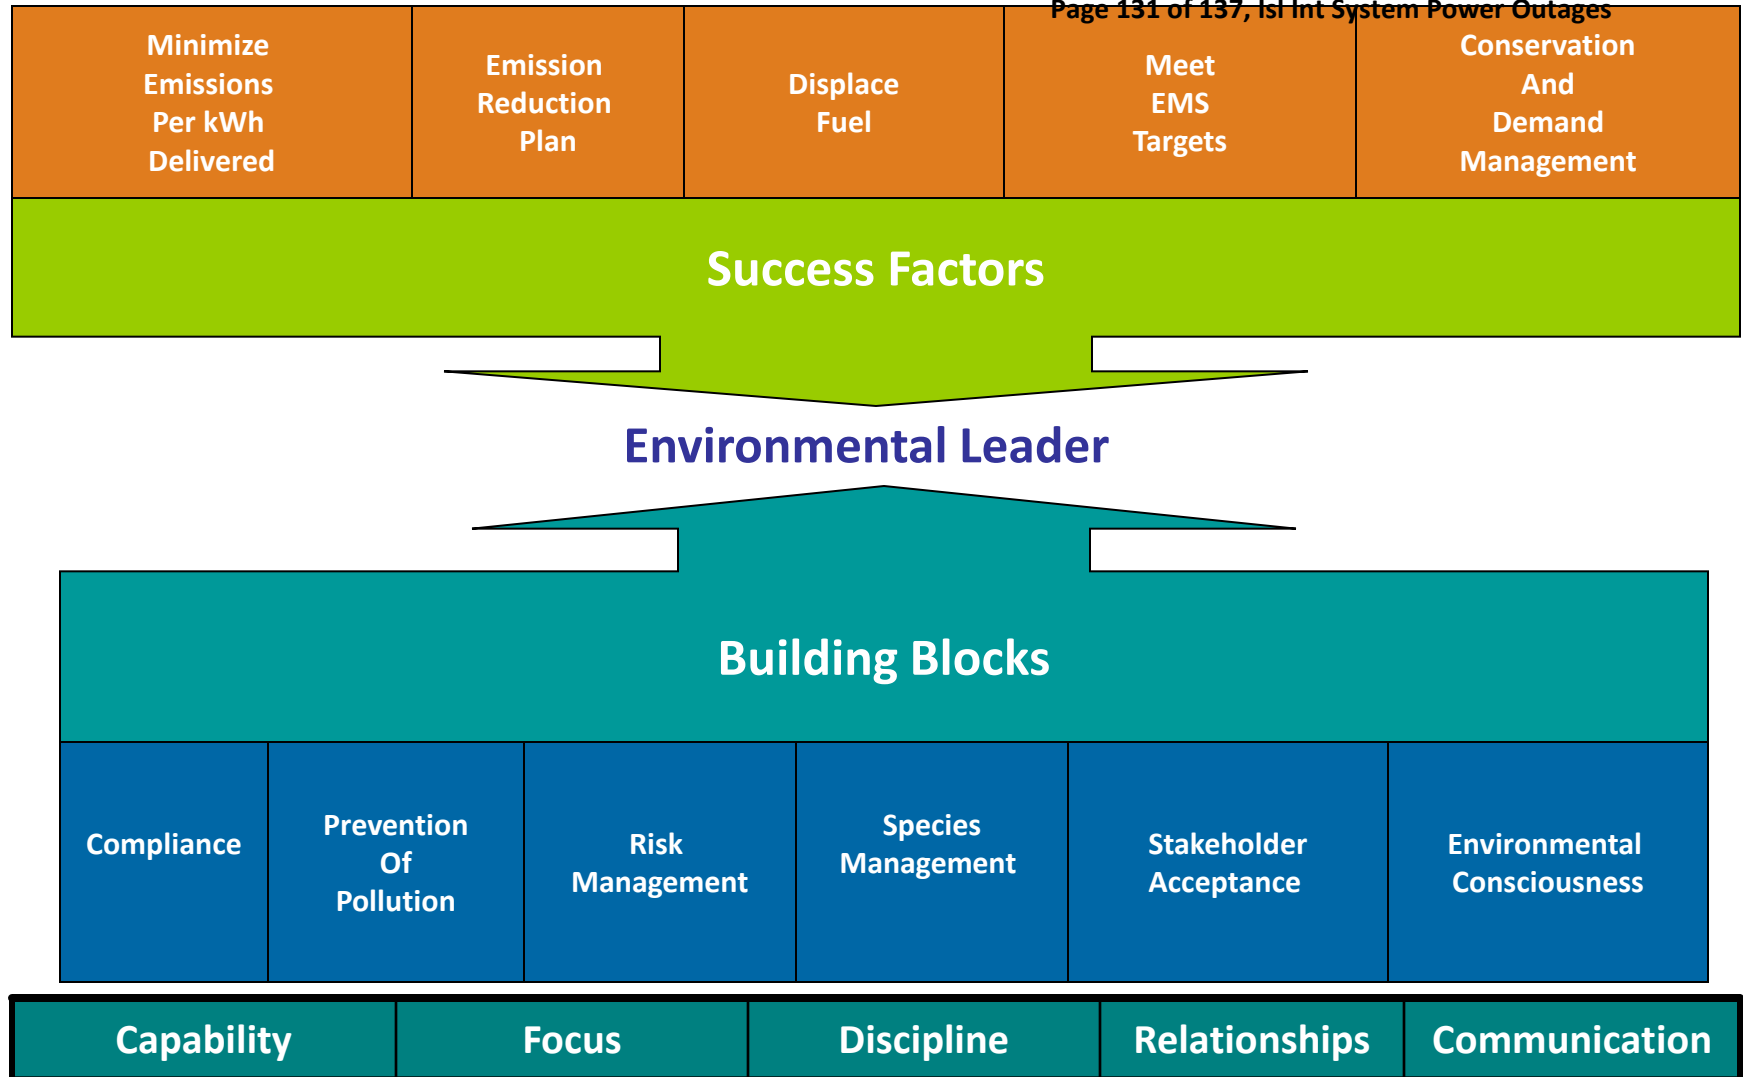 Page 131 of 137, Isl Int System Power Outages
Minimize
Emissions
Per kWh
Delivered
Emission
Reduction
Plan
Displace
Fuel
Meet
EMS
Targets
Conservation
And
Demand
Management
Success Factors
Environmental Leader
Building Blocks
Compliance
Prevention
Of
Pollution
Risk
Management
Species
Management
Stakeholder
Acceptance
Environmental
Consciousness
Capability
Focus
Discipline
Relationships
Communication